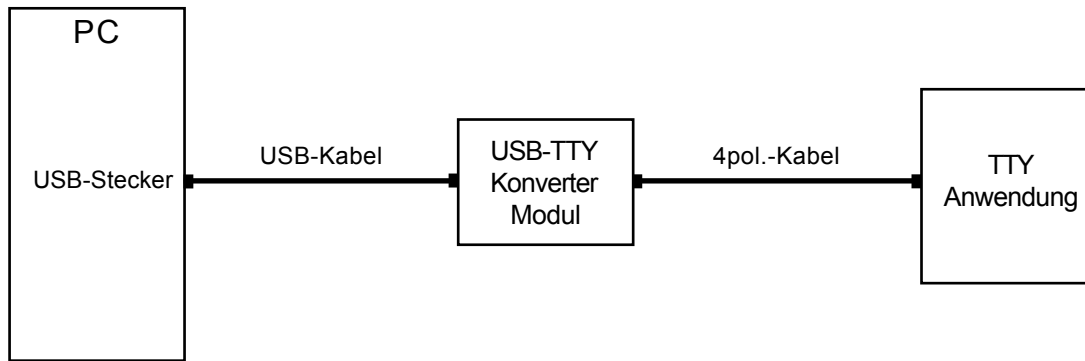 PC
USB-Stecker
USB-Kabel
USB-TTY
Konverter
Modul
4pol.-Kabel
TTY
Anwendung